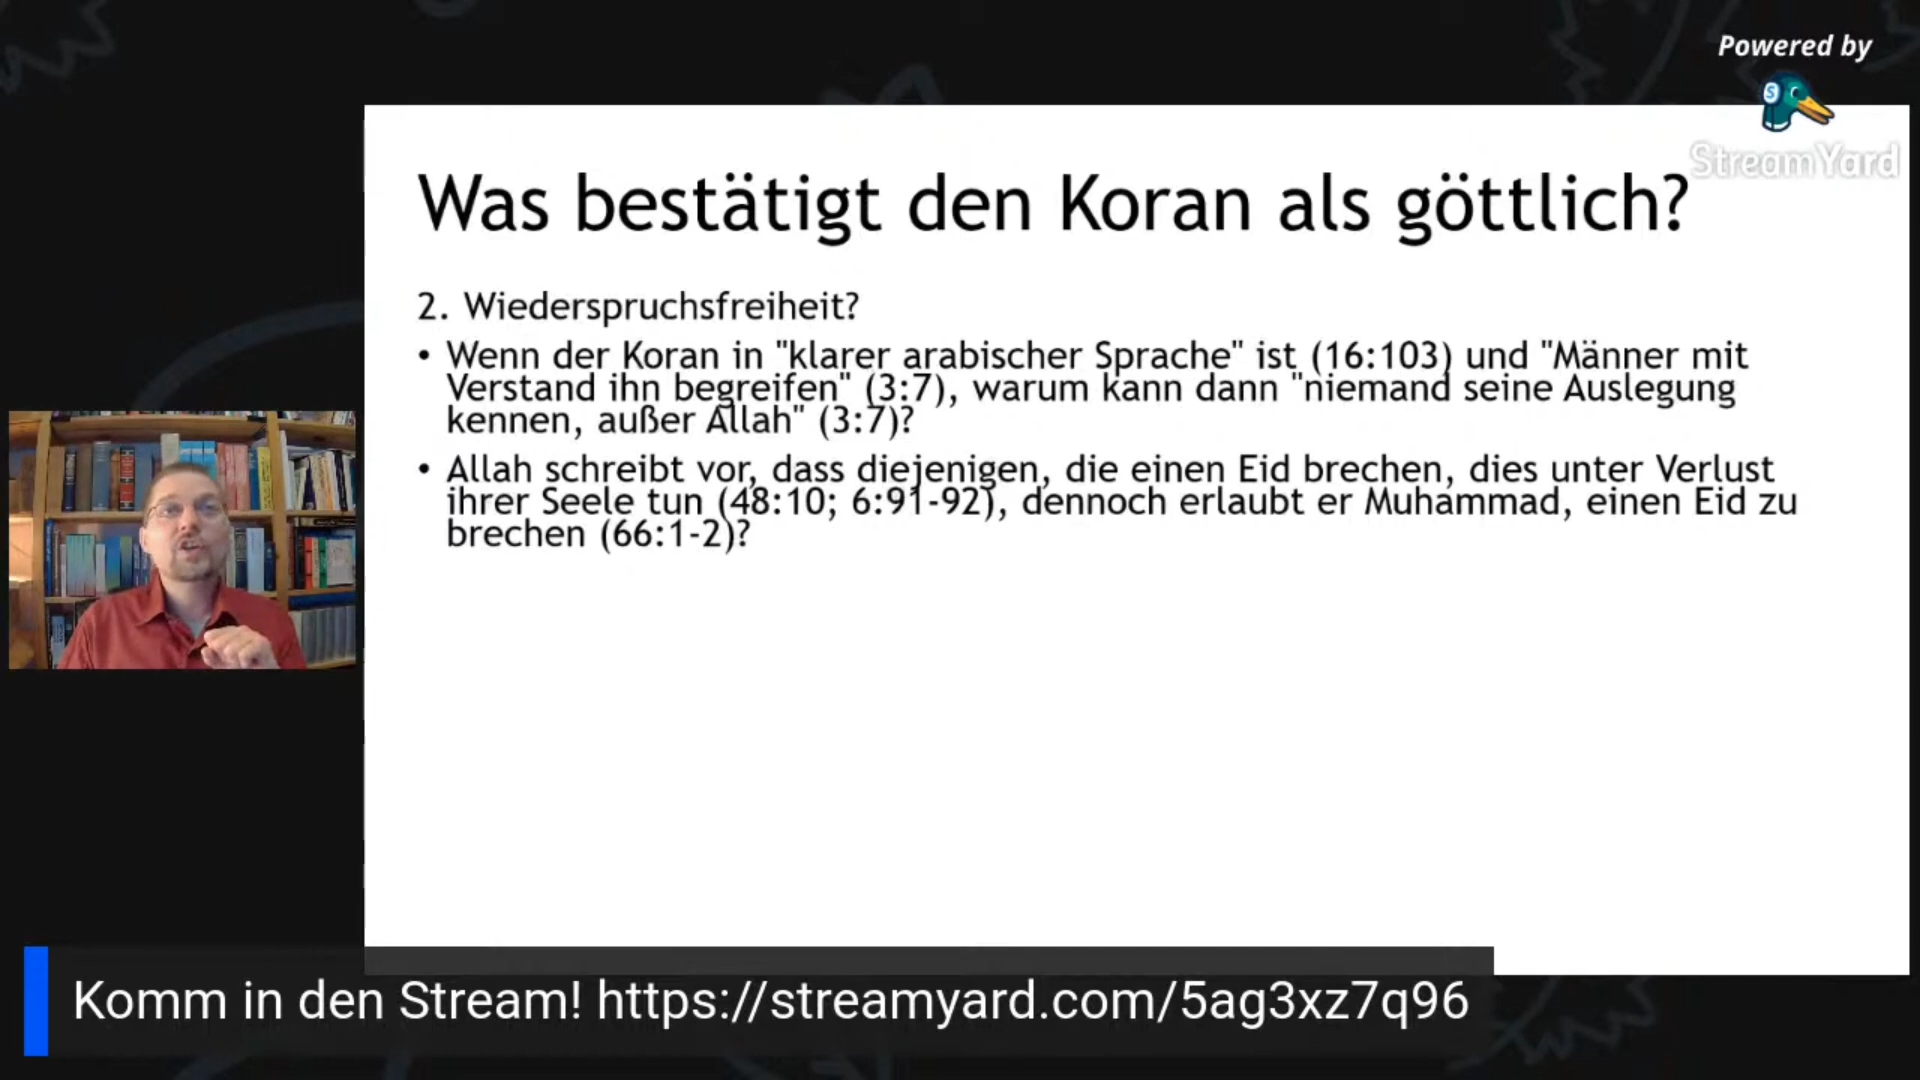 Powered by
StreamYard
Was bestätigt den Koran als göttlich?
2. Wiederspruchsfreiheit?
• Wenn der Koran in "klarer arabischer Sprache" ist (16:103) und "Männer mit
Verstand ihn begreifen" (3:7), warum kann dann "niemand seine Auslegung
kennen, außer Allah" (3:7)?
• Allah schreibt vor, dass diejenigen, die einen Eid brechen, dies unter Verlust
ihrer Seele tun (48:10; 6:91-92), dennoch erlaubt er Muhammad, einen Eid zu
brechen (66:1-2)?
Komm in den Stream! https://streamyard.com/5ag3xz7q96